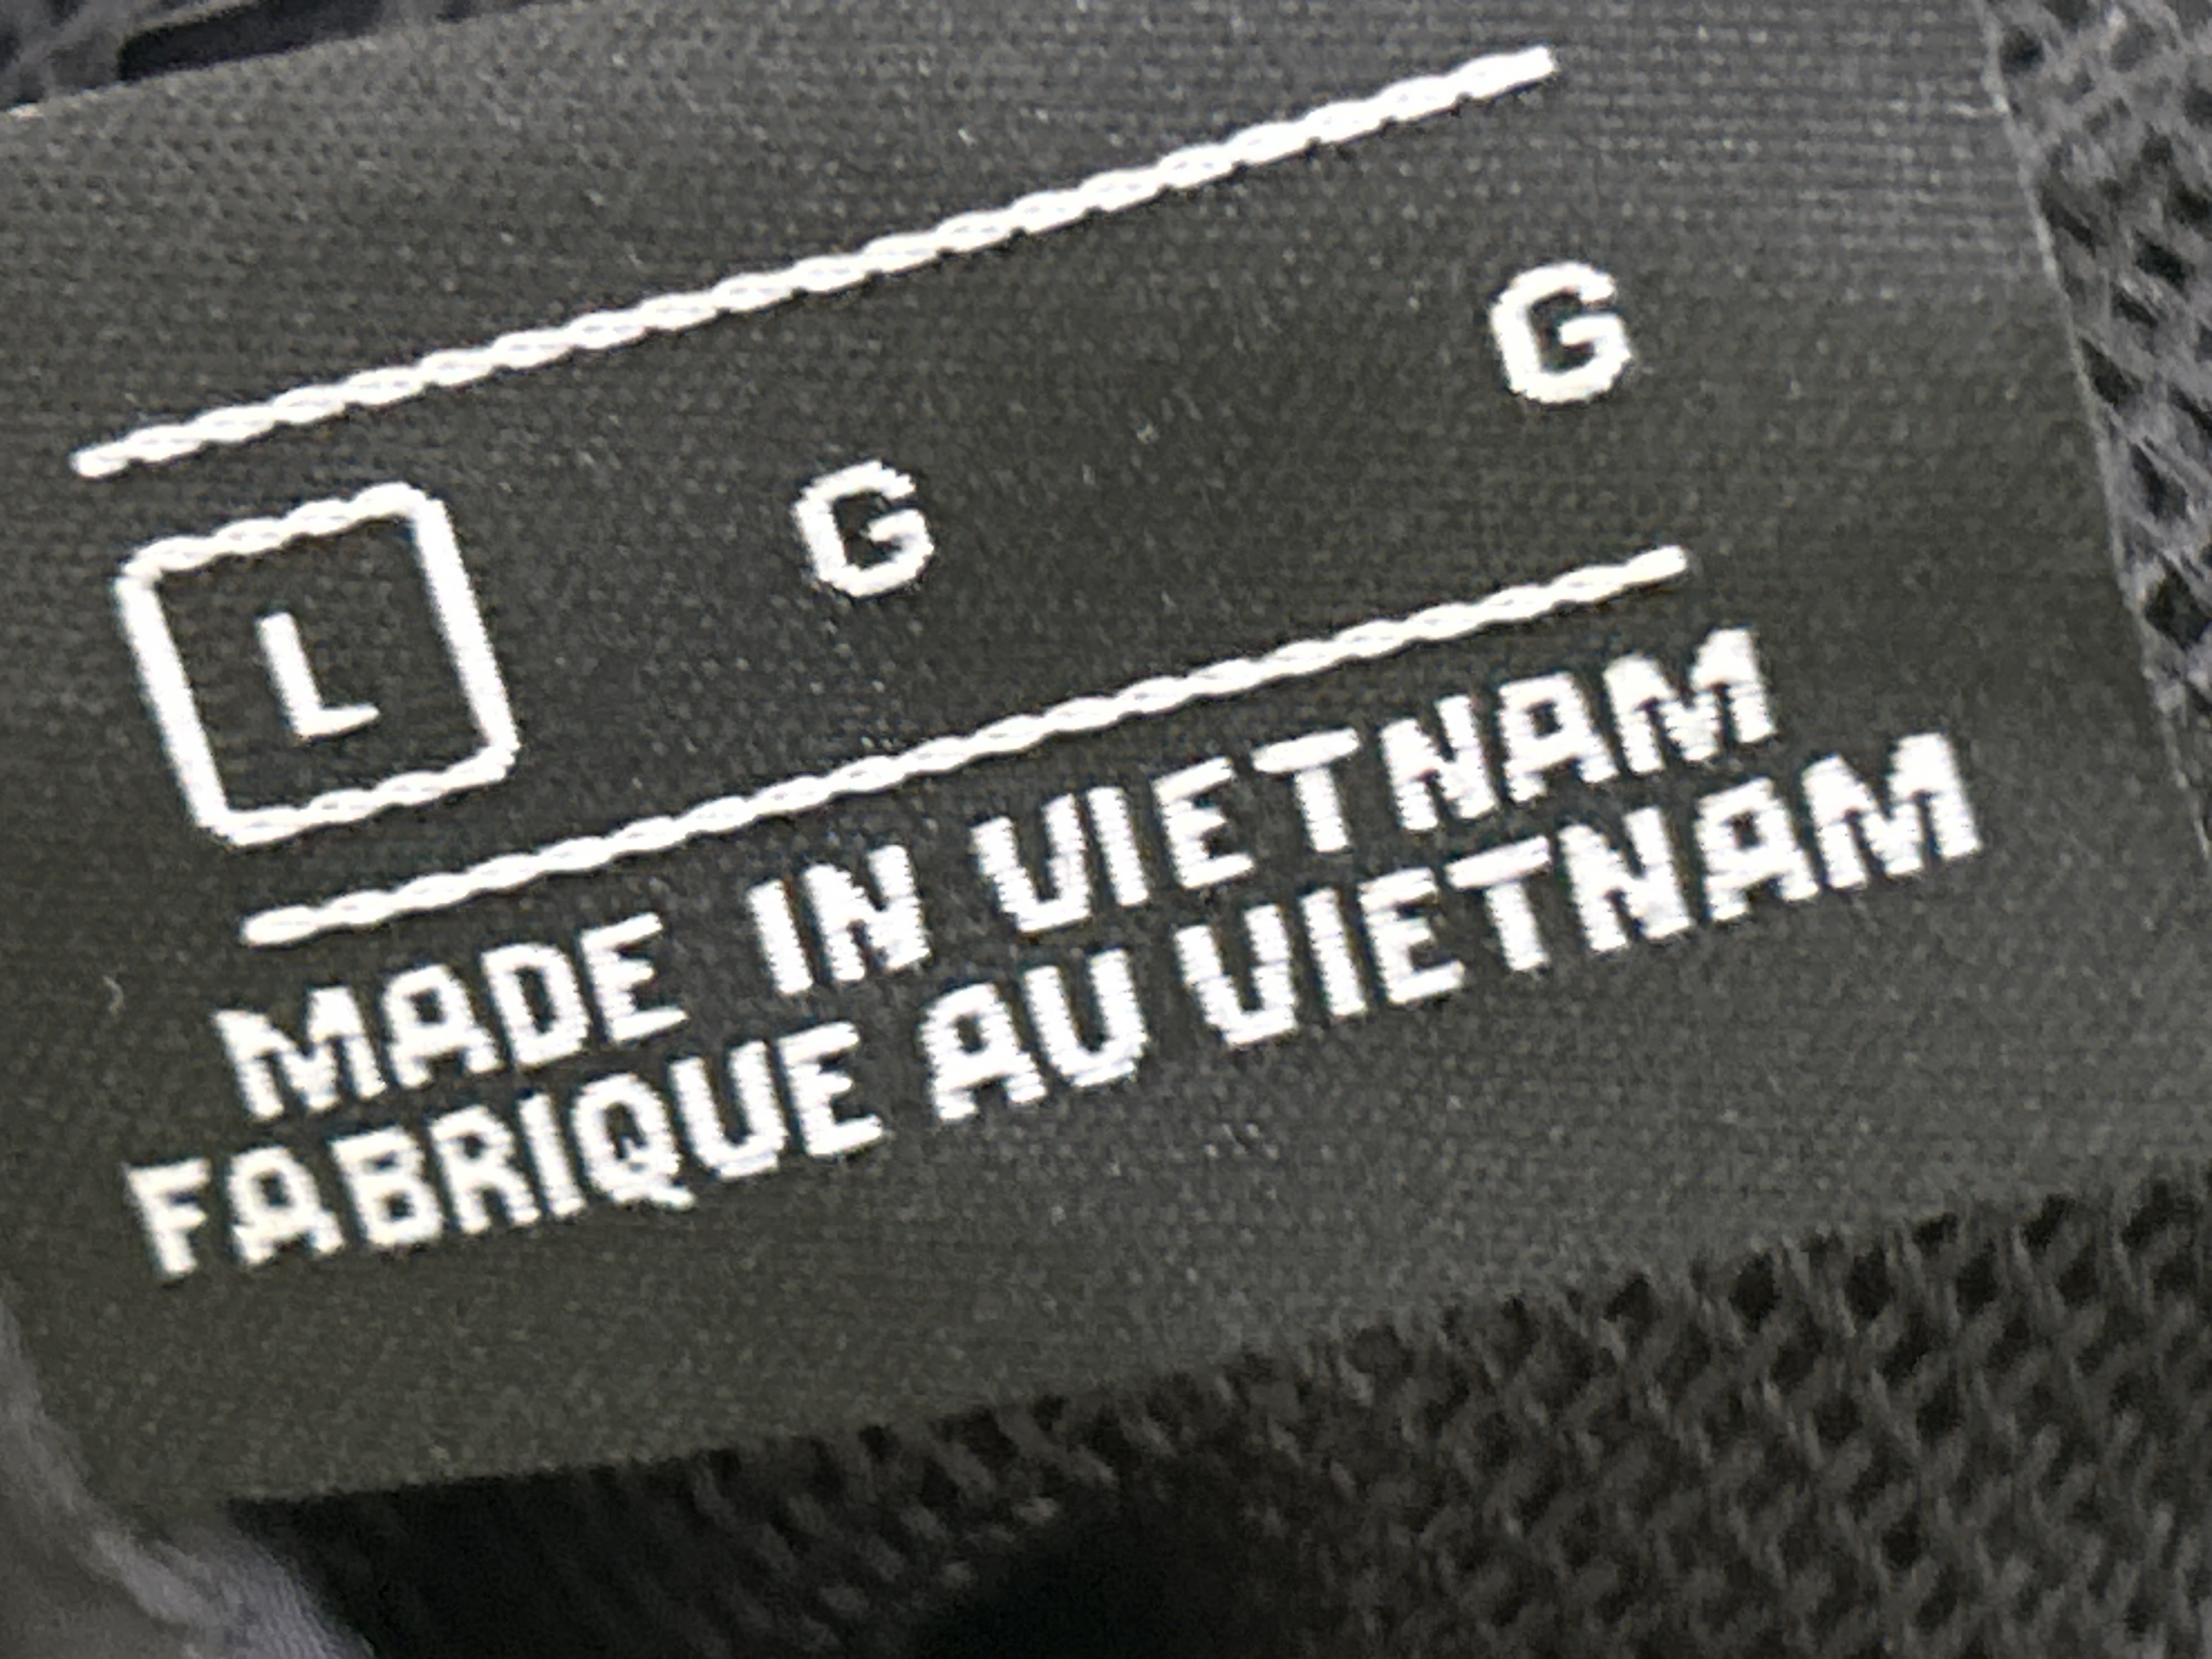 L G G
MADE IN VIETNAM
FABRIQUE AU VIETNAM